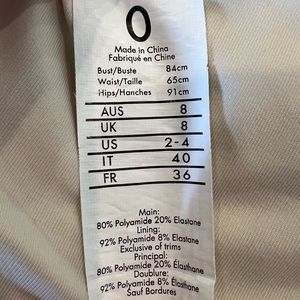 0
Made in China
Fabriqué en Chine
Bust/Buste 84cm
Waist/Taille 65cm
Hips/Hanches 91cm
AUS 8
UK 8
US 2-4
IT 40
FR 36
Main:
80% Polyamide 20% Elastane
Lining:
92% Polyamide 8% Elastane
Exclusive of trims
Principal:
80% Polyamide 20% Elasthane
Doublure:
92% Polyamide 8% Elasthane
Sauf Bordures